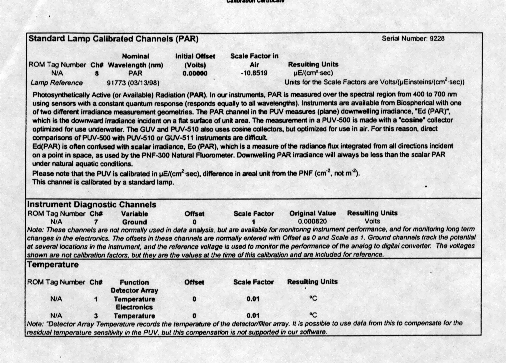 Calibration Certificate
Standard Lamp Calibrated Channels (PAR) Serial Number: 9228
Nominal Initial Offset Scale Factor in
ROM Tag Number Ch# Wavelength (nm) (Volts) Air Resulting Units
N/A 8 PAR 0.00000 -10.8519 µE/(cm²·sec)
Lamp Reference 91773 (03/13/98) Units for the Scale Factors are Volts/(µEinsteins/(cm²·sec))
Photosynthetically Active (or Available) Radiation (PAR). In our instruments, PAR is measured over the spectral region from 400 to 700 nm
using sensors with a constant quantum response (responds equally to all wavelengths). Instruments are available from Biospherical with one
of two different irradiance measurement geometries. The PAR channel in the PUV measures (plane) downwelling irradiance, "Ed (PAR)",
which is the downward irradiance incident on a flat surface of unit area. The measurement in a PUV-500 is made with a "cosine" collector
optimized for use underwater. The GUV and PUV-510 also uses cosine collectors, but optimized for use in air. For this reason, direct
comparisons of PUV-500 with PUV-510 or GUV-511 instruments are difficult.
Ed(PAR) is often confused with scalar irradiance, Eo (PAR), which is a measure of the radiance flux integrated from all directions incident
on a point in space, as used by the PNF-300 Natural Fluorometer. Downwelling PAR irradiance will always be less than the scalar PAR
under natural aquatic conditions.
Please note that the PUV is calibrated in µE/(cm²·sec), difference in areal unit from the PNF (cm⁻², not m⁻²).
This channel is calibrated by a standard lamp.
Instrument Diagnostic Channels
ROM Tag Number Ch# Variable Offset Scale Factor Original Value Resulting Units
N/A 7 Ground 0 1 0.000820 Volts
Note: These channels are not normally used in data analysis, but are available for monitoring instrument performance, and for monitoring long term
changes in the electronics. The offsets in these channels are normally entered with Offset as 0 and Scale as 1. Ground channels track the potential
at several locations in the instrument, and the reference voltage is used to monitor the performance of the analog to digital converter. The voltages
shown are not calibration factors, but they are the values at the time of this calibration and are included for reference.
Temperature
ROM Tag Number Ch# Function Offset Scale Factor Resulting Units
Detector Array
N/A 1 Temperature 0 0.01 °C
Electronics
N/A 3 Temperature 0 0.01 °C
Note: "Detector Array Temperature records the temperature of the detector/filter array. It is possible to use data from this to compensate for the
residual temperature sensitivity in the PUV, but this compensation is not supported in our software.